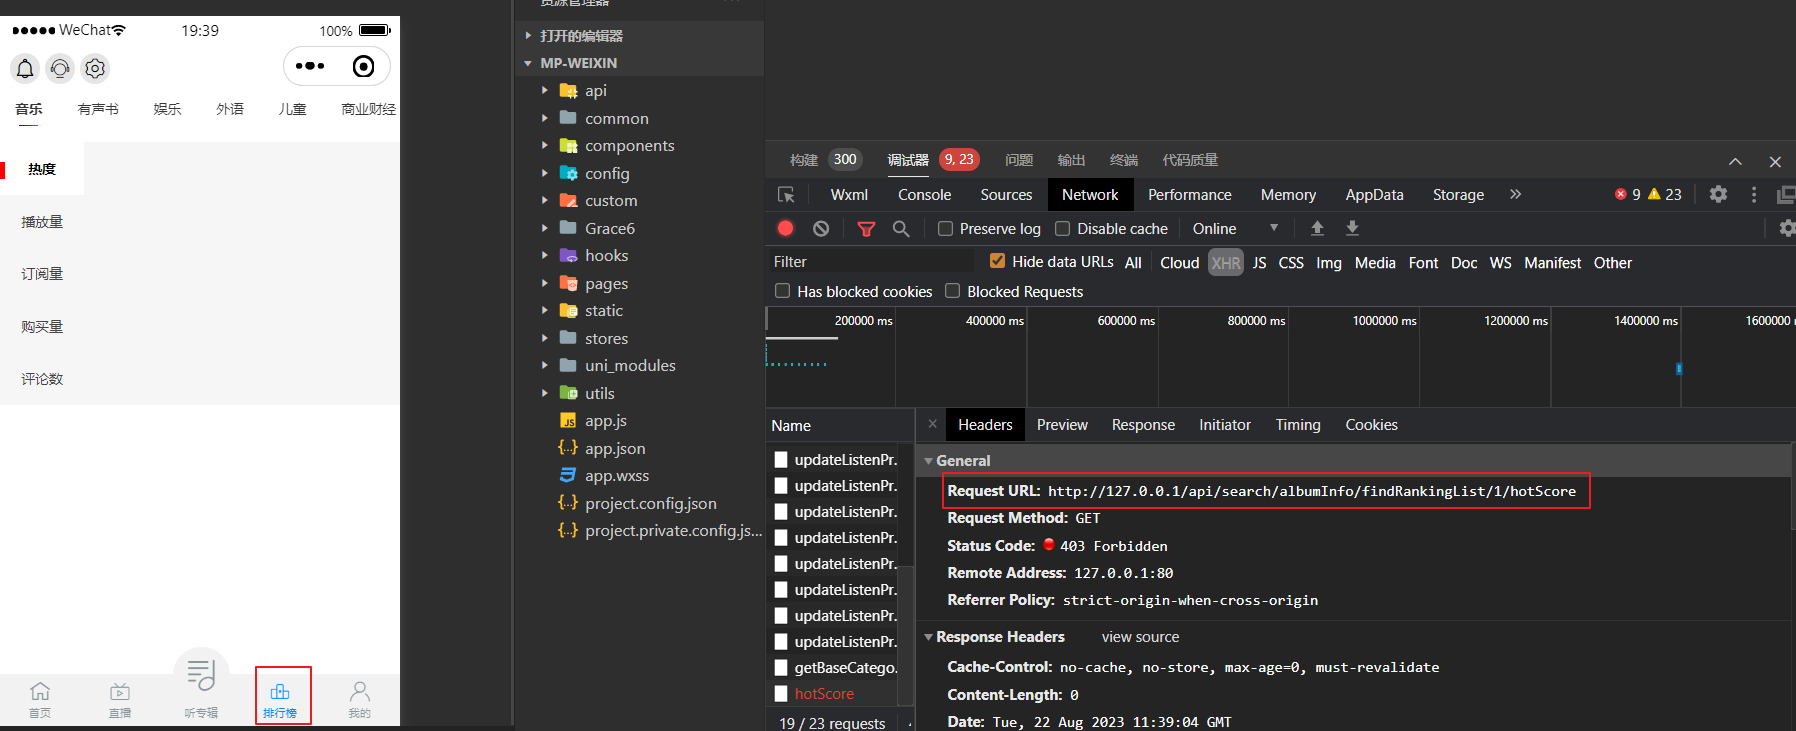 WeChat 19:39 100%
音乐 有声书 娱乐 外语 儿童 商业财经
热度
播放量
订阅量
购买量
评论数
首页 直播 听专辑 排行榜 我的
资源管理器
打开的编辑器
MP-WEIXIN
api
common
components
config
custom
Grace6
hooks
pages
static
stores
uni_modules
utils
app.js
app.json
app.wxss
project.config.json
project.private.config.js...
构建 300 调试器 9, 23 问题 输出 终端 代码质量
Wxml Console Sources Network Performance Memory AppData Storage » 9 23
Preserve log Disable cache Online
Filter Hide data URLs All Cloud XHR JS CSS Img Media Font Doc WS Manifest Other
Has blocked cookies Blocked Requests
200000 ms 400000 ms 600000 ms 800000 ms 1000000 ms 1200000 ms 1400000 ms 1600000
Name
updateListenPr.
updateListenPr.
updateListenPr.
updateListenPr.
updateListenPr.
updateListenPr.
updateListenPr.
updateListenPr.
getBaseCatego.
hotScore
19 / 23 requests
Headers Preview Response Initiator Timing Cookies
General
Request URL: http://127.0.0.1/api/search/albumInfo/findRankingList/1/hotScore
Request Method: GET
Status Code: 403 Forbidden
Remote Address: 127.0.0.1:80
Referrer Policy: strict-origin-when-cross-origin
Response Headers view source
Cache-Control: no-cache, no-store, max-age=0, must-revalidate
Content-Length: 0
Date: Tue, 22 Aug 2023 11:39:04 GMT